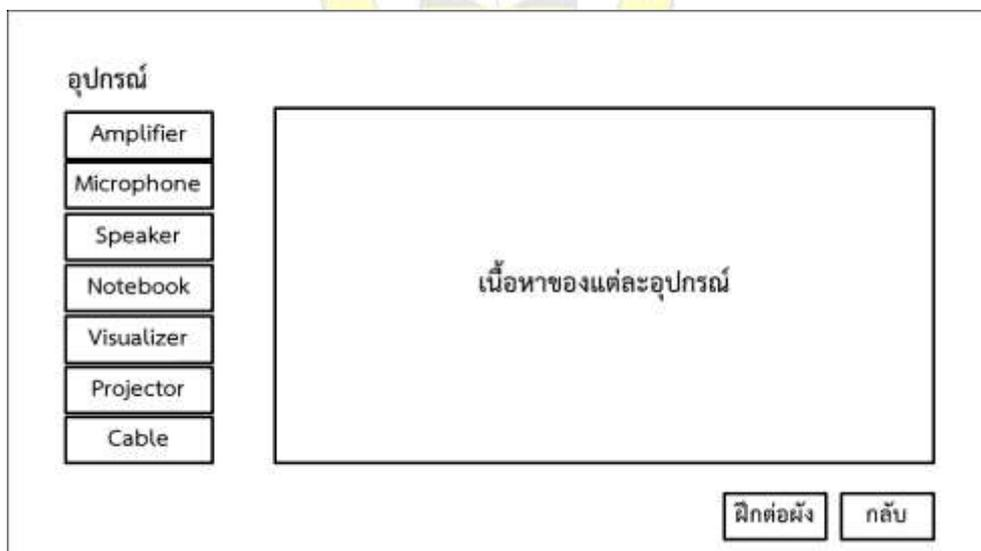 อุปกรณ์
Amplifier
Microphone
Speaker
Notebook
Visualizer
Projector
Cable
เนื้อหาของแต่ละอุปกรณ์
ฝึกต่อผัง
กลับ